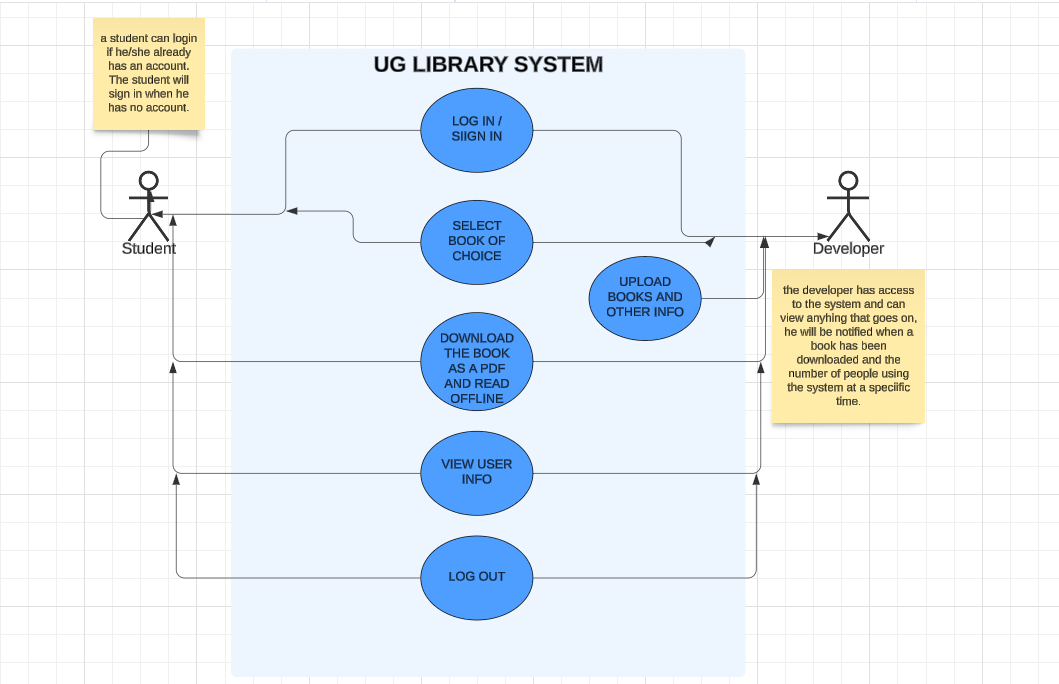 a student can login
if he/she already
has an account.
The student will
sign in when he
has no account.
UG LIBRARY SYSTEM
LOG IN /
SIIGN IN
SELECT
BOOK OF
CHOICE
Student
Developer
UPLOAD
BOOKS AND
OTHER INFO
the developer has access
to the system and can
view anyhing that goes on,
he will be notified when a
book has been
downloaded and the
number of people using
the system at a speciific
time.
DOWNLOAD
THE BOOK
AS A PDF
AND READ
OFFLINE
VIEW USER
INFO
LOG OUT